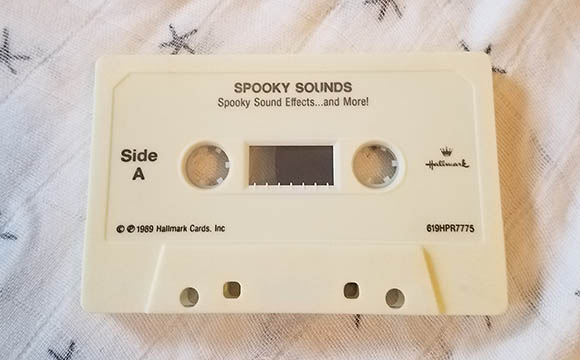 SPOOKY SOUNDS
Spooky Sound Effects...and More!
Side
A
Hallmark
© ℗ 1989 Hallmark Cards, Inc
619HPR7775